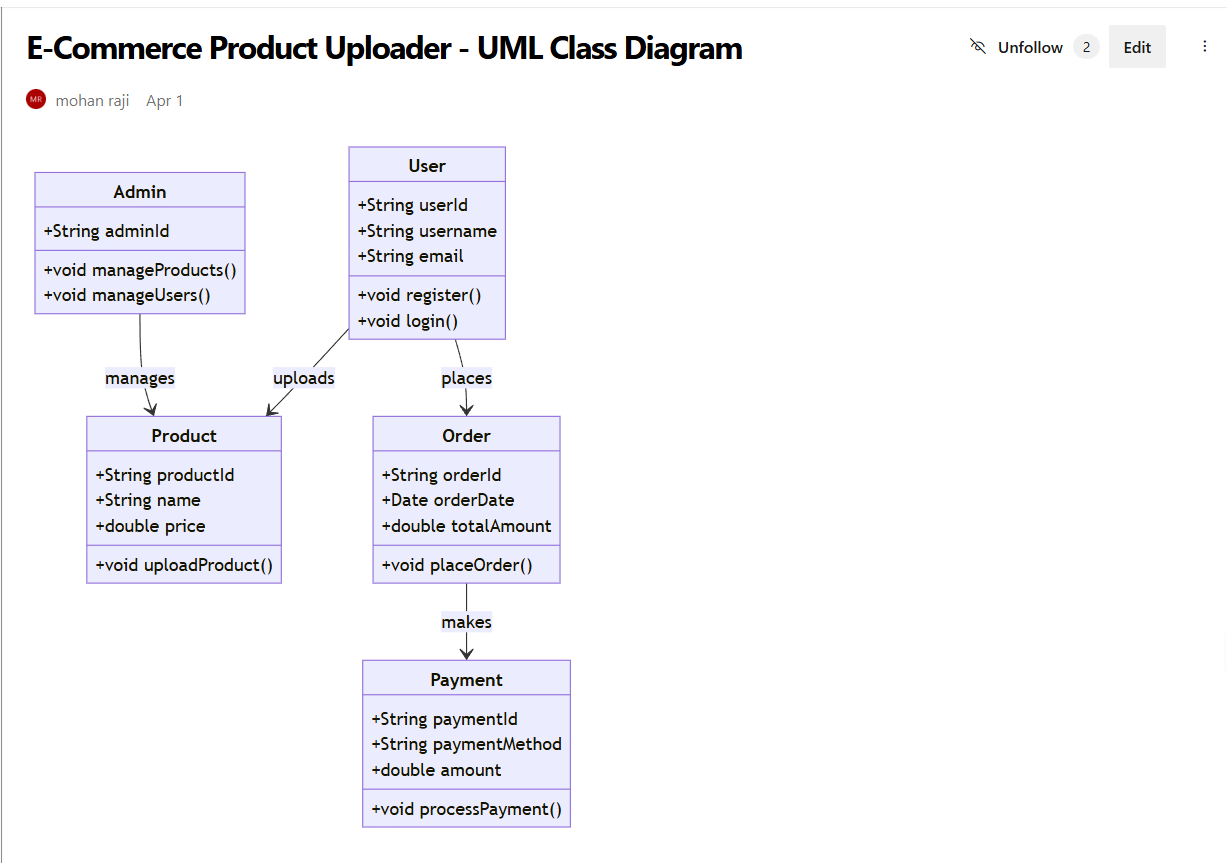 E-Commerce Product Uploader - UML Class Diagram
Unfollow 2 Edit
MR mohan raji Apr 1
Admin
+String adminId
+void manageProducts()
+void manageUsers()
User
+String userId
+String username
+String email
+void register()
+void login()
manages
uploads
places
Product
+String productId
+String name
+double price
+void uploadProduct()
Order
+String orderId
+Date orderDate
+double totalAmount
+void placeOrder()
makes
Payment
+String paymentId
+String paymentMethod
+double amount
+void processPayment()